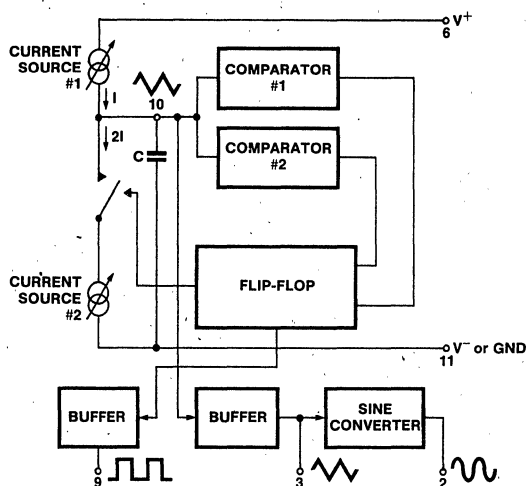 V+
6
CURRENT
SOURCE
#1
I
10
2I
C
COMPARATOR
#1
COMPARATOR
#2
FLIP-FLOP
CURRENT
SOURCE
#2
V− or GND
11
BUFFER
BUFFER
SINE
CONVERTER
9
3
2